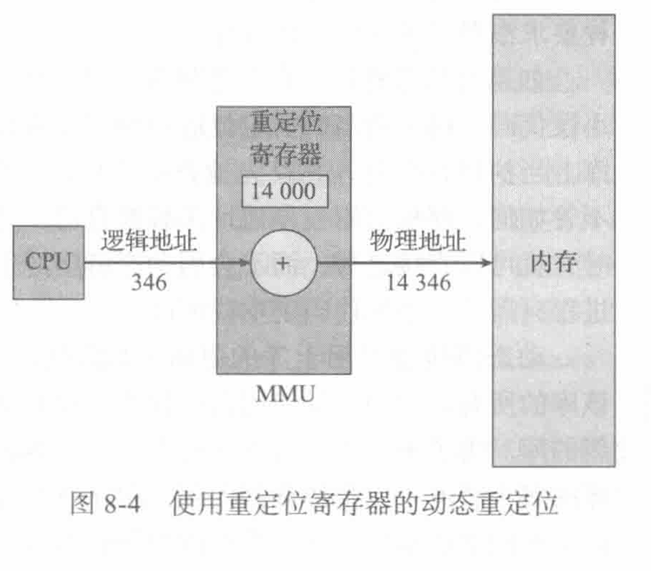 重定位
寄存器
14 000
CPU
逻辑地址
346
+
物理地址
14 346
内存
MMU
图 8-4 使用重定位寄存器的动态重定位